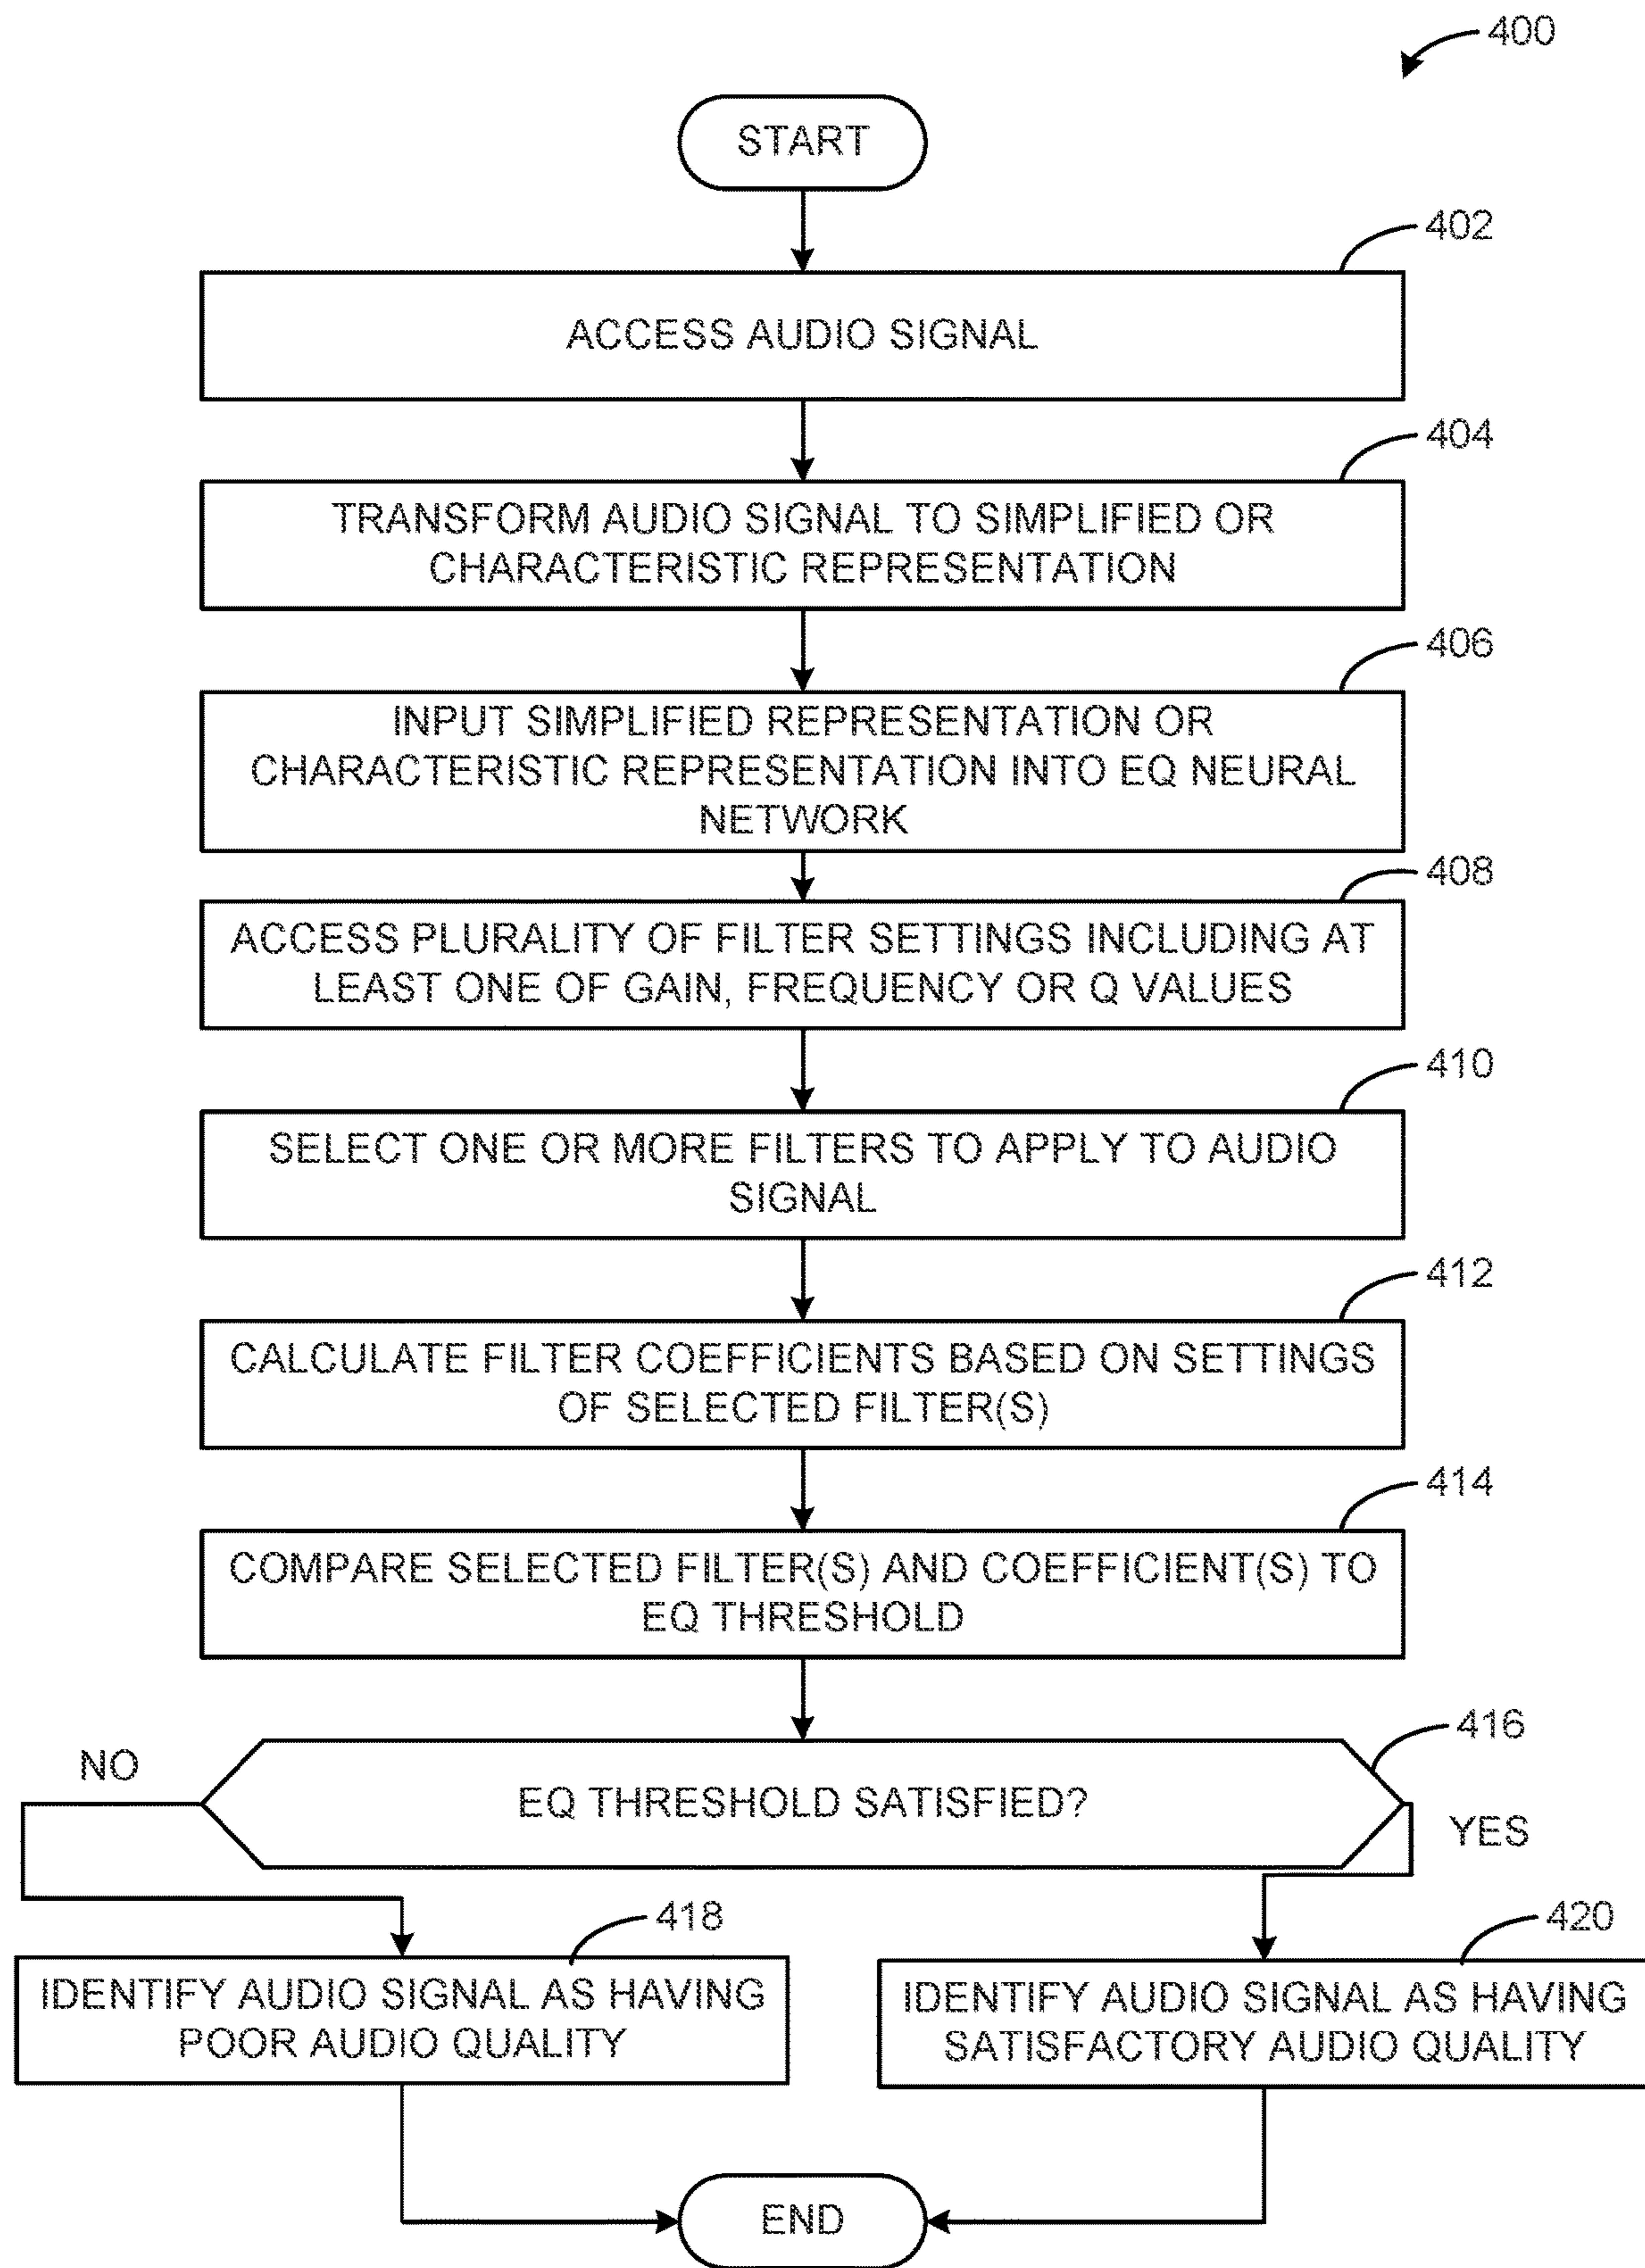 400
START
402
ACCESS AUDIO SIGNAL
404
TRANSFORM AUDIO SIGNAL TO SIMPLIFIED OR
CHARACTERISTIC REPRESENTATION
406
INPUT SIMPLIFIED REPRESENTATION OR
CHARACTERISTIC REPRESENTATION INTO EQ NEURAL
NETWORK
408
ACCESS PLURALITY OF FILTER SETTINGS INCLUDING AT
LEAST ONE OF GAIN, FREQUENCY OR Q VALUES
410
SELECT ONE OR MORE FILTERS TO APPLY TO AUDIO
SIGNAL
412
CALCULATE FILTER COEFFICIENTS BASED ON SETTINGS
OF SELECTED FILTER(S)
414
COMPARE SELECTED FILTER(S) AND COEFFICIENT(S) TO
EQ THRESHOLD
416
NO
EQ THRESHOLD SATISFIED?
YES
418
IDENTIFY AUDIO SIGNAL AS HAVING
POOR AUDIO QUALITY
420
IDENTIFY AUDIO SIGNAL AS HAVING
SATISFACTORY AUDIO QUALITY
END